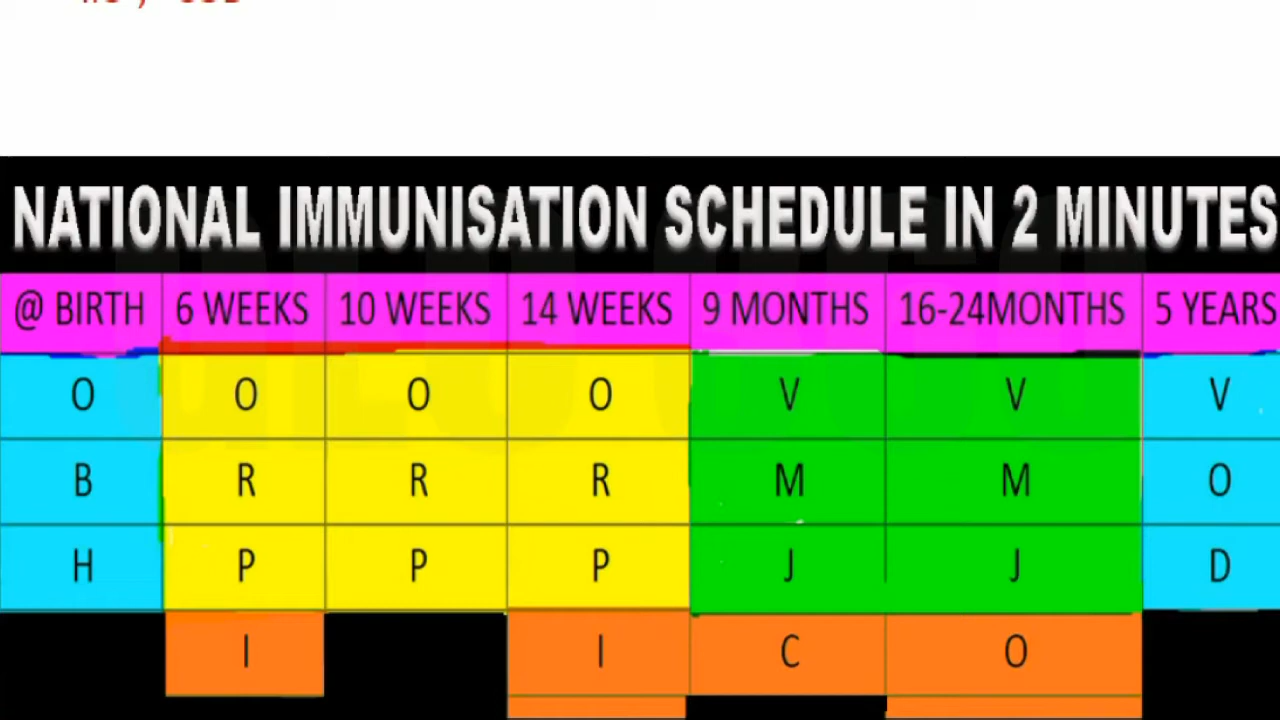 NATIONAL IMMUNISATION SCHEDULE IN 2 MINUTES
@ BIRTH 6 WEEKS 10 WEEKS 14 WEEKS 9 MONTHS 16-24MONTHS 5 YEARS
O O O O V V V
B R R R M M O
H P P P J J D
I I C O